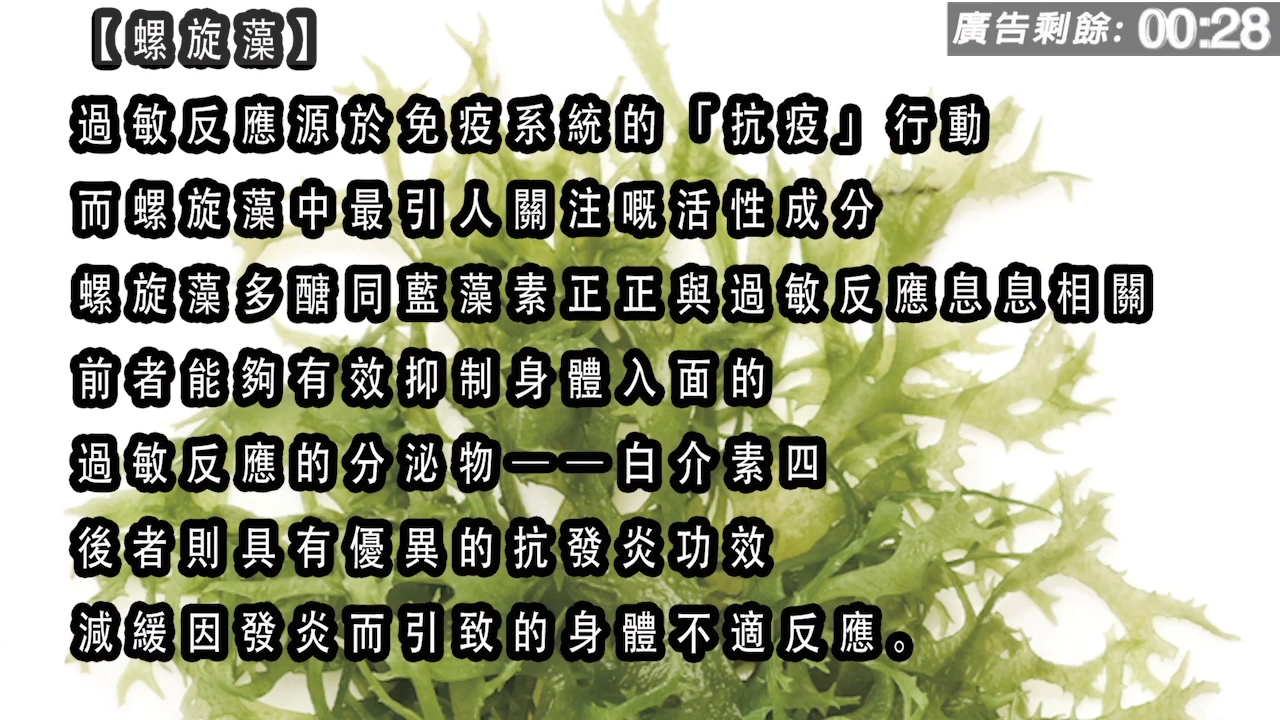 【螺旋藻】
廣告剩餘: 00:28
過敏反應源於免疫系統的『抗疫』行動
而螺旋藻中最引人關注嘅活性成分
螺旋藻多醣同藍藻素正正與過敏反應息息相關
前者能夠有效抑制身體入面的
過敏反應的分泌物——白介素四
後者則具有優異的抗發炎功效
減緩因發炎而引致的身體不適反應。